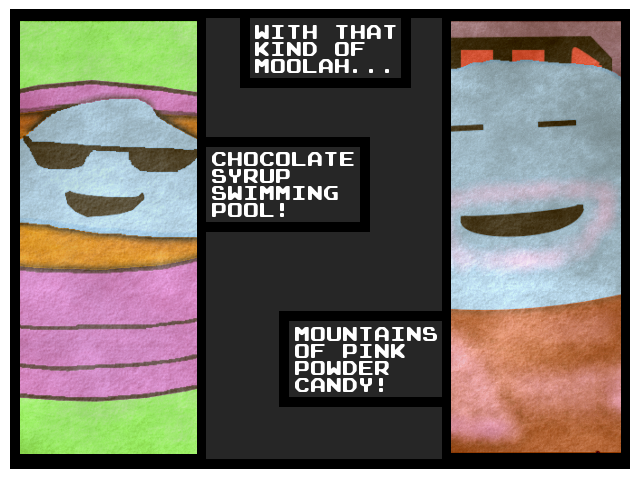 WITH THAT
KIND OF
MOOLAH...
CHOCOLATE
SYRUP
SWIMMING
POOL!
MOUNTAINS
OF PINK
POWDER
CANDY!